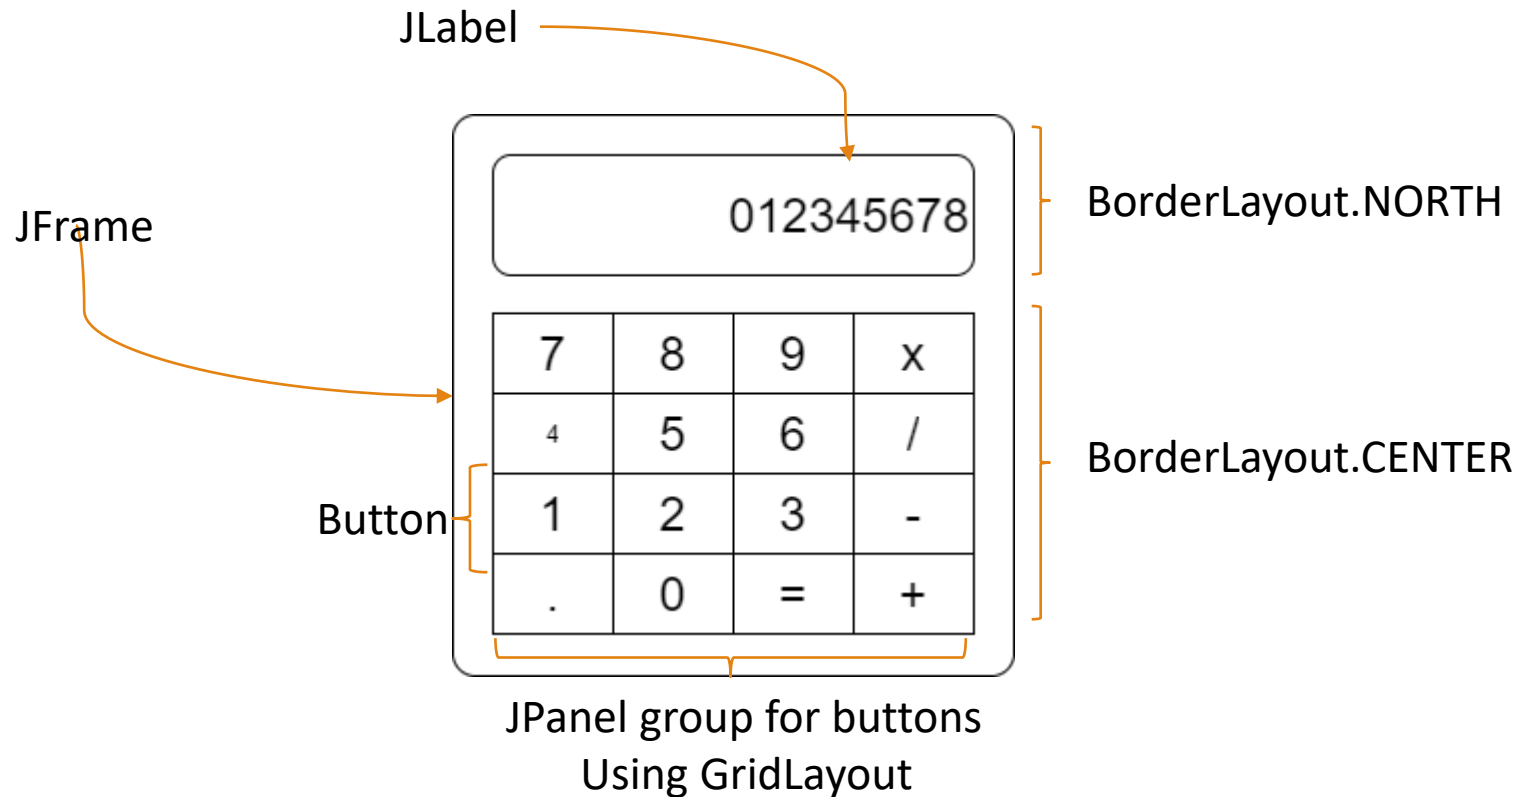 JLabel
012345678
BorderLayout.NORTH
JFrame
7 8 9 x
4 5 6 /
BorderLayout.CENTER
Button
1 2 3 -
. 0 = +
JPanel group for buttons
Using GridLayout